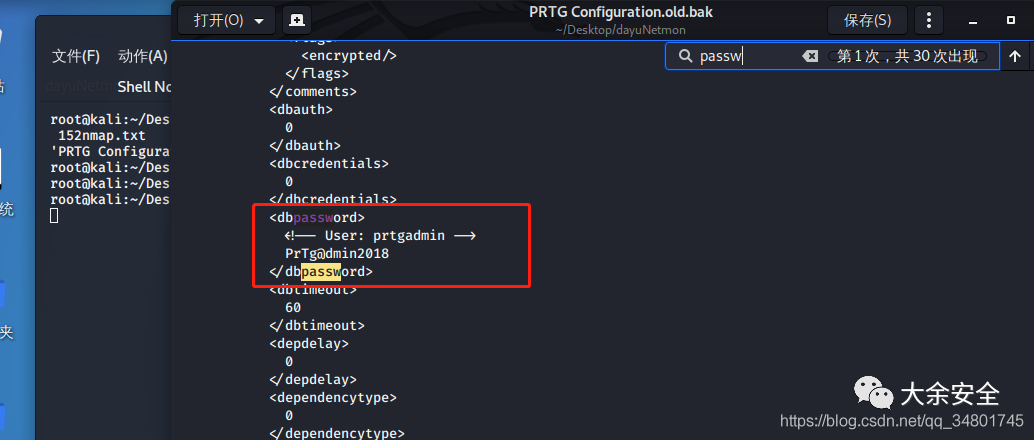 打开(O)
PRTG Configuration.old.bak
~/Desktop/dayuNetmon
保存(S)
文件(F) 动作(A)
passw
第 1 次，共 30 次出现
Shell No
<encrypted/>
</flags>
</comments>
<dbauth>
0
</dbauth>
<dbcredentials>
0
</dbcredentials>
<dbpassword>
<!-- User: prtgadmin -->
PrTg@dmin2018
</dbpassword>
<dbtimeout>
60
</dbtimeout>
<depdelay>
0
</depdelay>
<dependencytype>
0
</dependencytype>
root@kali:~/Des
152nmap.txt
'PRTG Configura
root@kali:~/Des
root@kali:~/Des
root@kali:~/Des
统
夹
大余安全
https://blog.csdn.net/qq_34801745